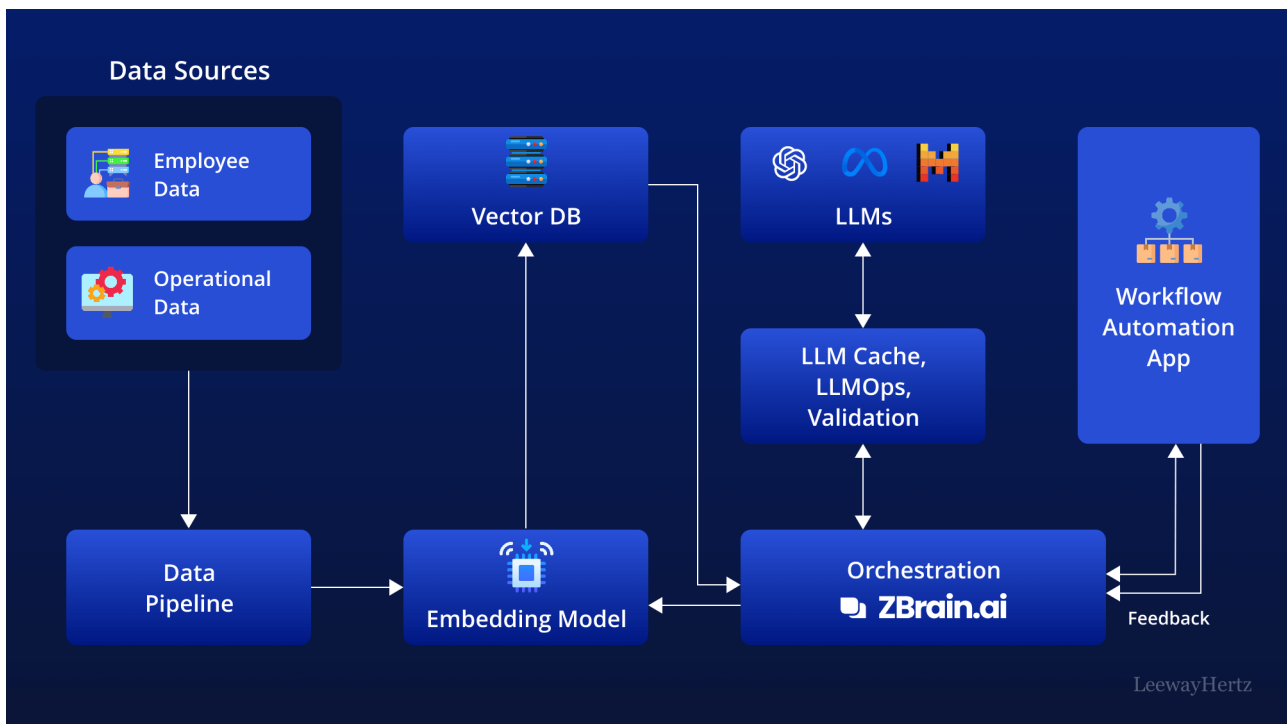 Data Sources
Employee
Data
Operational
Data
Vector DB
LLMs
Workflow
Automation
App
LLM Cache,
LLMOps,
Validation
Data
Pipeline
Embedding Model
Orchestration
ZBrain.ai
Feedback
LeewayHertz